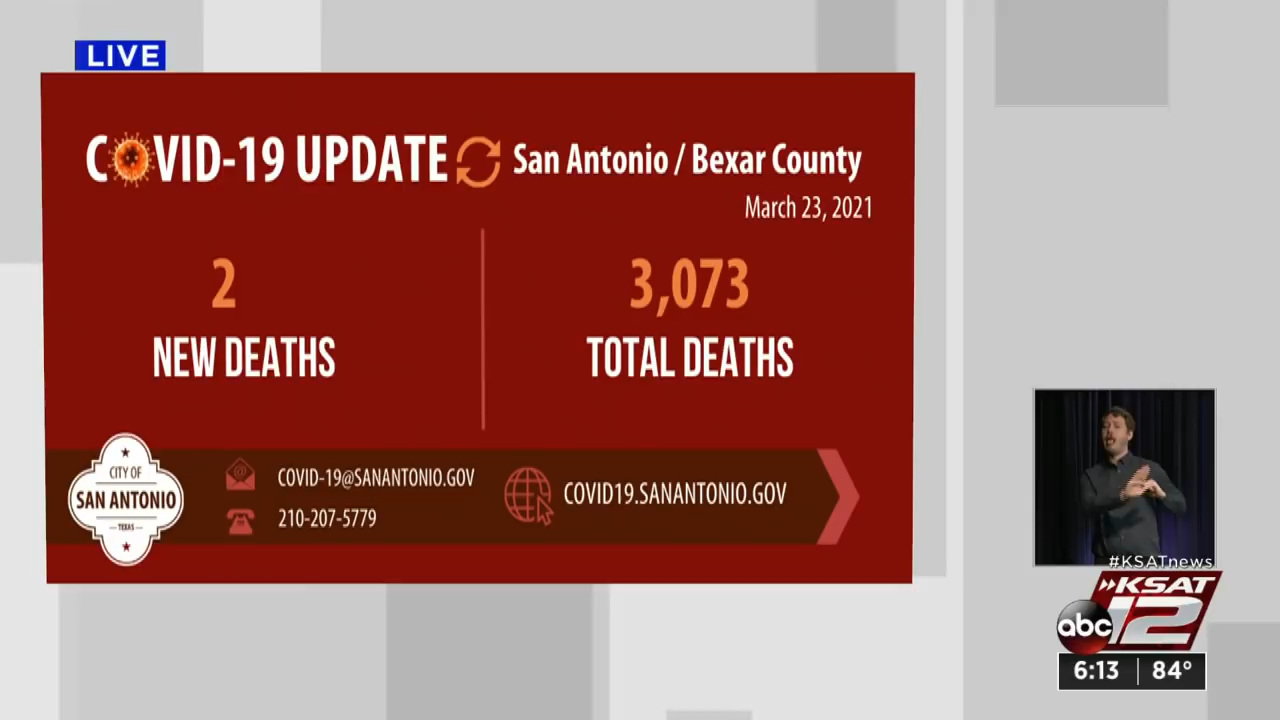 LIVE
COVID-19 UPDATE
San Antonio / Bexar County
March 23, 2021
2
NEW DEATHS
3,073
TOTAL DEATHS
CITY OF
SAN ANTONIO
TEXAS
COVID-19@SANANTONIO.GOV
210-207-5779
COVID19.SANANTONIO.GOV
#KSATnews
KSAT
abc 12
6:13 84°